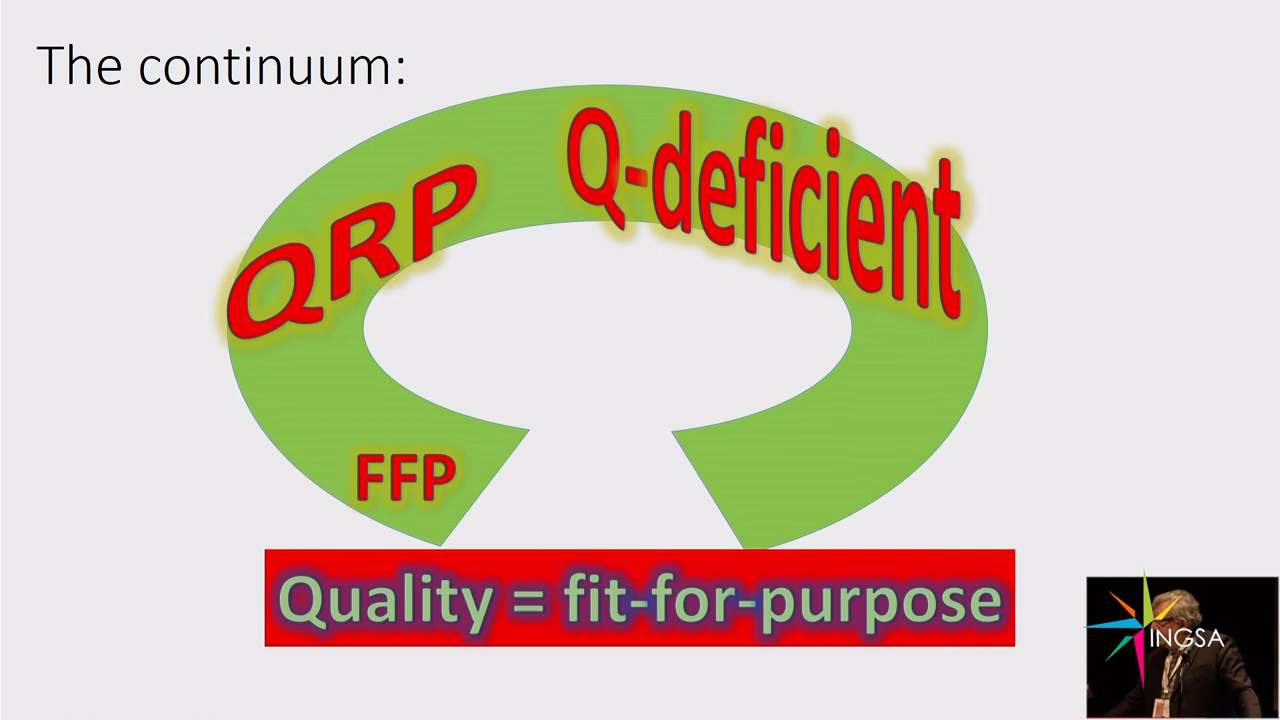 The continuum:
QRP
Q-deficient
FFP
Quality = fit-for-purpose
INGSA